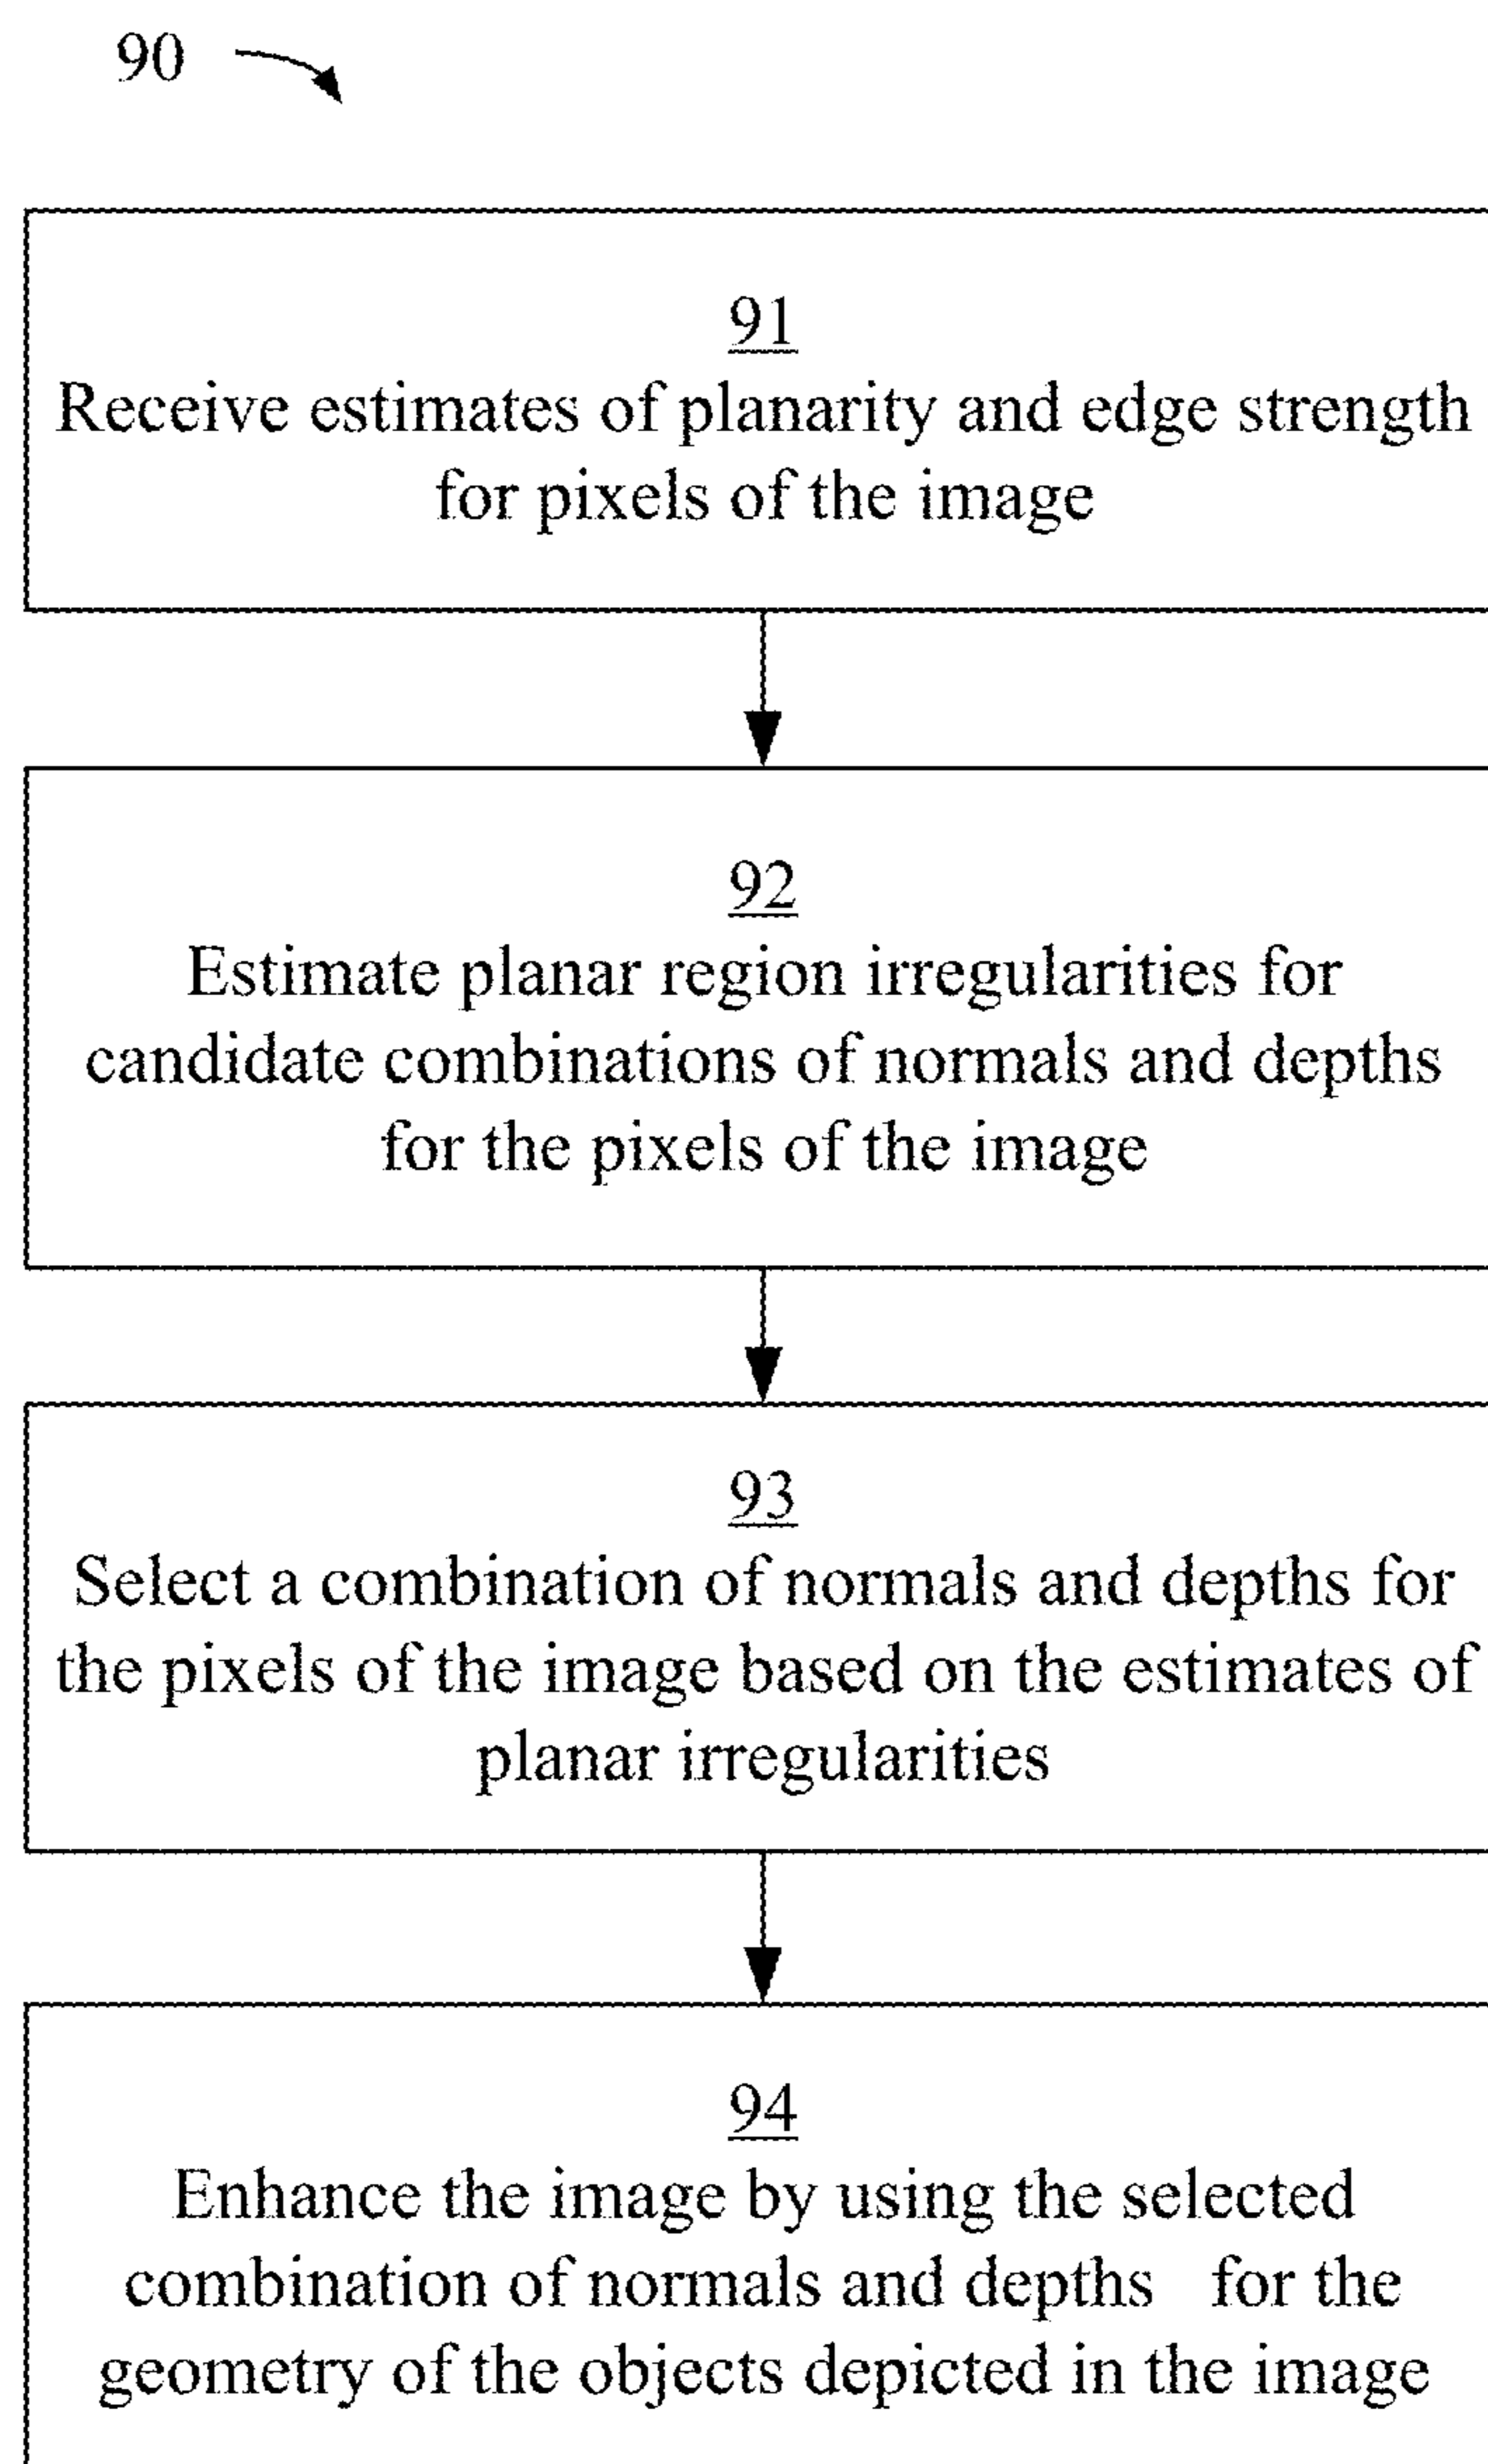 90
91
Receive estimates of planarity and edge strength
for pixels of the image
92
Estimate planar region irregularities for
candidate combinations of normals and depths
for the pixels of the image
93
Select a combination of normals and depths for
the pixels of the image based on the estimates of
planar irregularities
94
Enhance the image by using the selected
combination of normals and depths for the
geometry of the objects depicted in the image